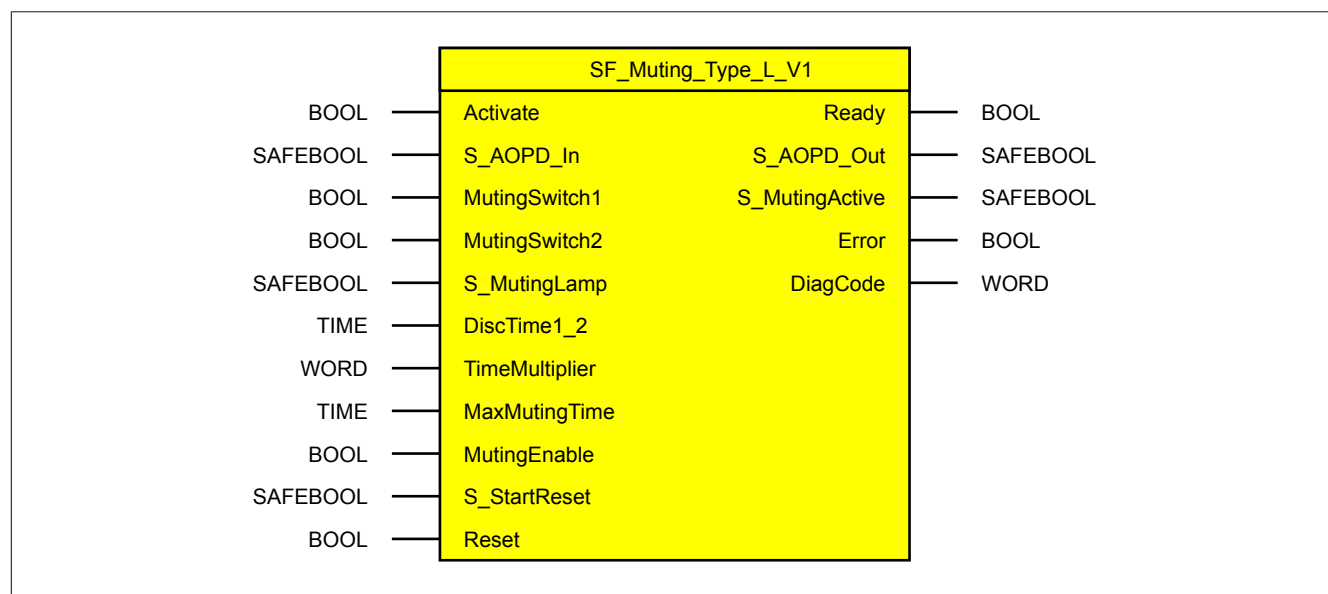 SF_Muting_Type_L_V1
BOOL Activate Ready BOOL
SAFEBOOL S_AOPD_In S_AOPD_Out SAFEBOOL
BOOL MutingSwitch1 S_MutingActive SAFEBOOL
BOOL MutingSwitch2 Error BOOL
SAFEBOOL S_MutingLamp DiagCode WORD
TIME DiscTime1_2
WORD TimeMultiplier
TIME MaxMutingTime
BOOL MutingEnable
SAFEBOOL S_StartReset
BOOL Reset